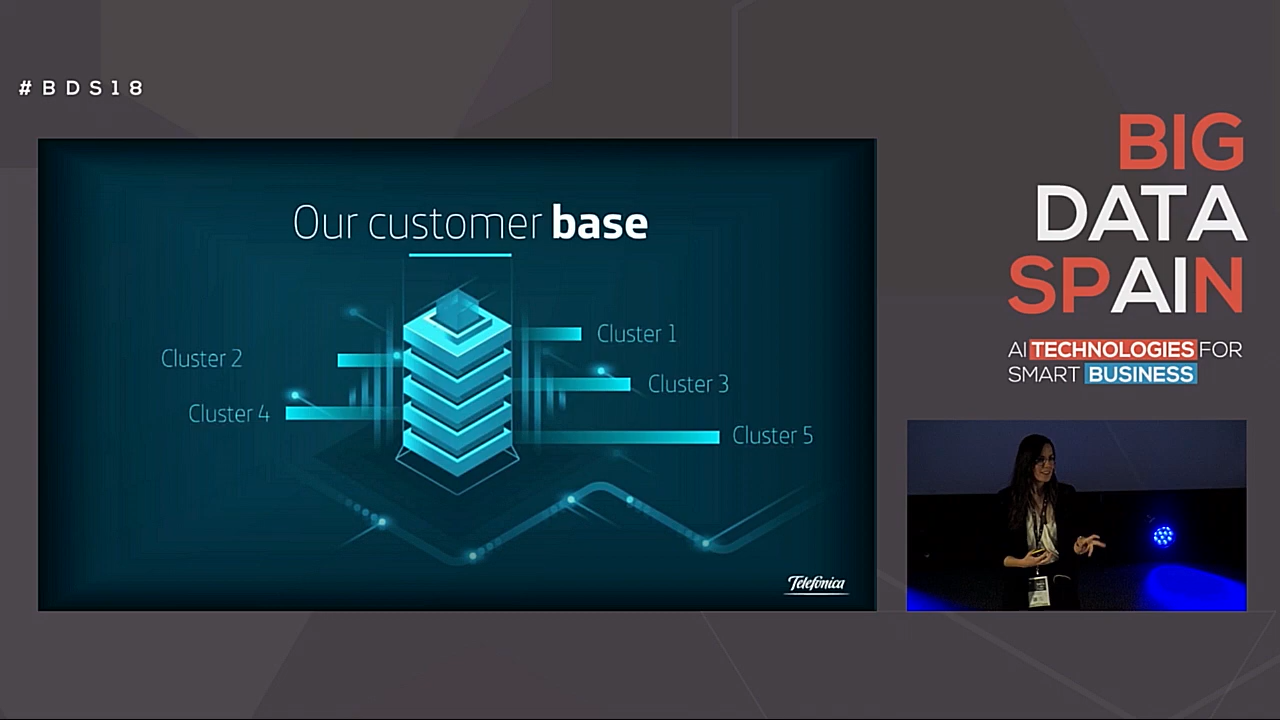 #BDS18
BIG
DATA
SPAIN
AI TECHNOLOGIES FOR
SMART BUSINESS
Our customer base
Cluster 1
Cluster 2
Cluster 3
Cluster 4
Cluster 5
Telefónica